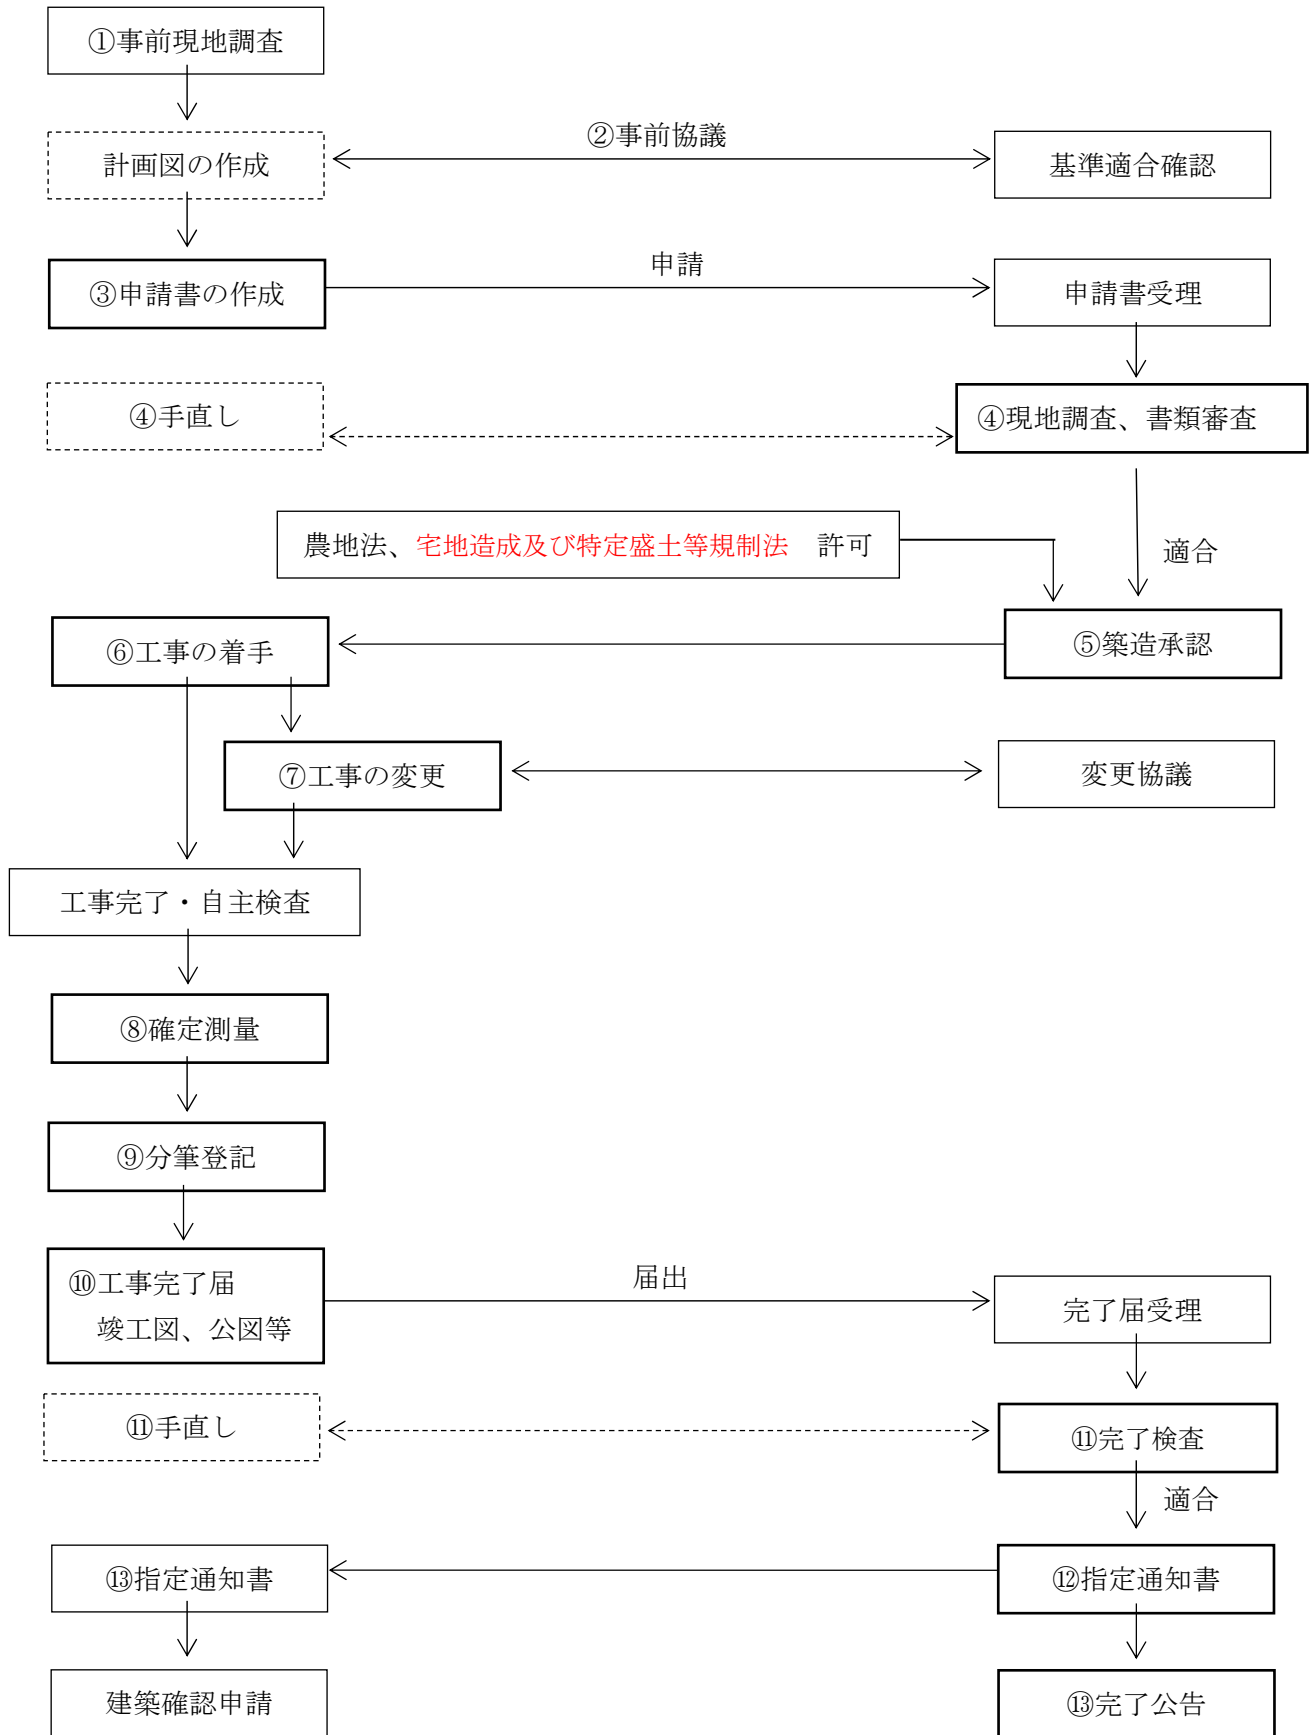 ①事前現地調査
②事前協議
計画図の作成
基準適合確認
申請
③申請書の作成
申請書受理
④手直し
④現地調査、書類審査
農地法、宅地造成及び特定盛土等規制法　許可
適合
⑥工事の着手
⑤築造承認
⑦工事の変更
変更協議
工事完了・自主検査
⑧確定測量
⑨分筆登記
⑩工事完了届
竣工図、公図等
届出
完了届受理
⑪手直し
⑪完了検査
適合
⑬指定通知書
⑫指定通知書
建築確認申請
⑬完了公告